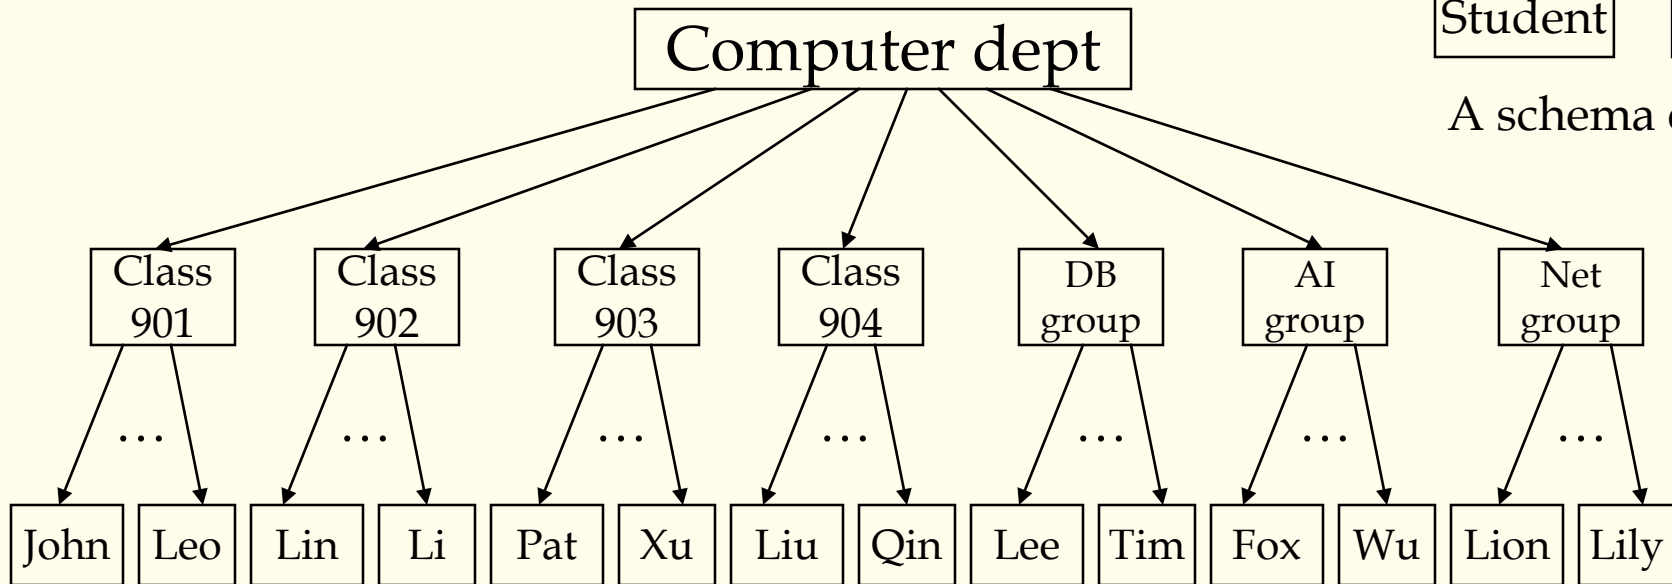 Student
Computer dept
A schema
Class
901
Class
902
Class
903
Class
904
DB
group
AI
group
Net
group
... ... ... ... ... ... ...
John Leo Lin Li Pat Xu Liu Qin Lee Tim Fox Wu Lion Lily